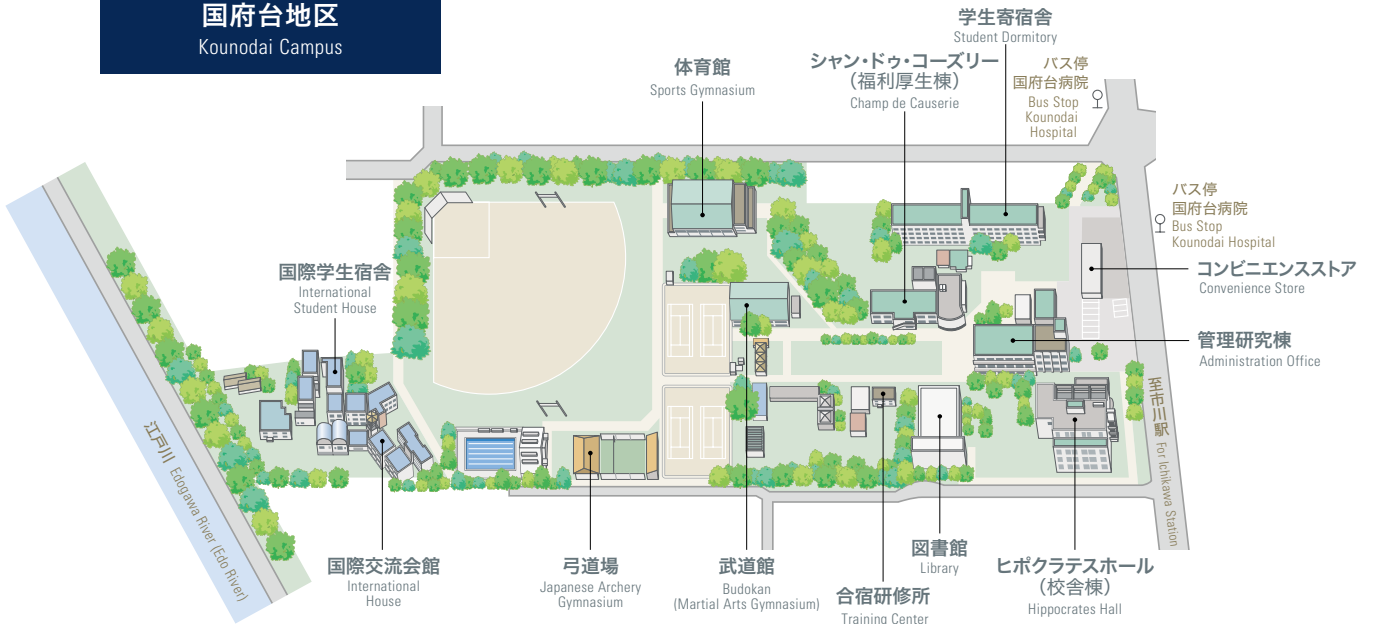 国府台地区
Kounodai Campus
学生寄宿舎
Student Dormitory
シャン・ドゥ・コーズリー
（福利厚生棟）
Champ de Causerie
体育館
Sports Gymnasium
バス停
国府台病院
Bus Stop
Kounodai
Hospital
バス停
国府台病院
Bus Stop
Kounodai Hospital
国際学生宿舎
International
Student House
コンビニエンスストア
Convenience Store
管理研究棟
Administration Office
至市川駅 For Ichikawa Station
江戸川 Edogawa River (Edo River)
国際交流会館
International
House
弓道場
Japanese Archery
Gymnasium
武道館
Budokan
(Martial Arts Gymnasium)
合宿研修所
Training Center
図書館
Library
ヒポクラテスホール
（校舎棟）
Hippocrates Hall